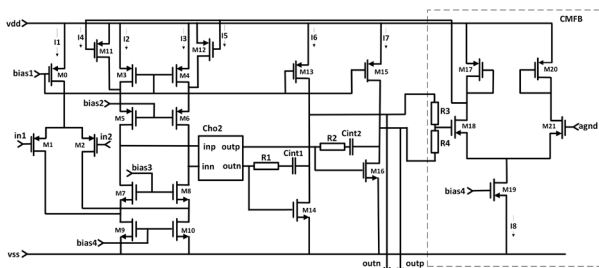 CMFB
vdd
I1
I4
I2
I3
I5
I6
I7
M11
M12
bias1
M0
M3
M4
M13
M15
M17
M20
bias2
M5
M6
R3
M18
M21
agnd
Cho2
in1
M1
M2
in2
inp
outp
R2
Cint2
R4
inn
outn
R1
Cint1
bias3
M7
M8
M16
bias4
M19
M14
M9
M10
bias4
I8
vss
outn
outp